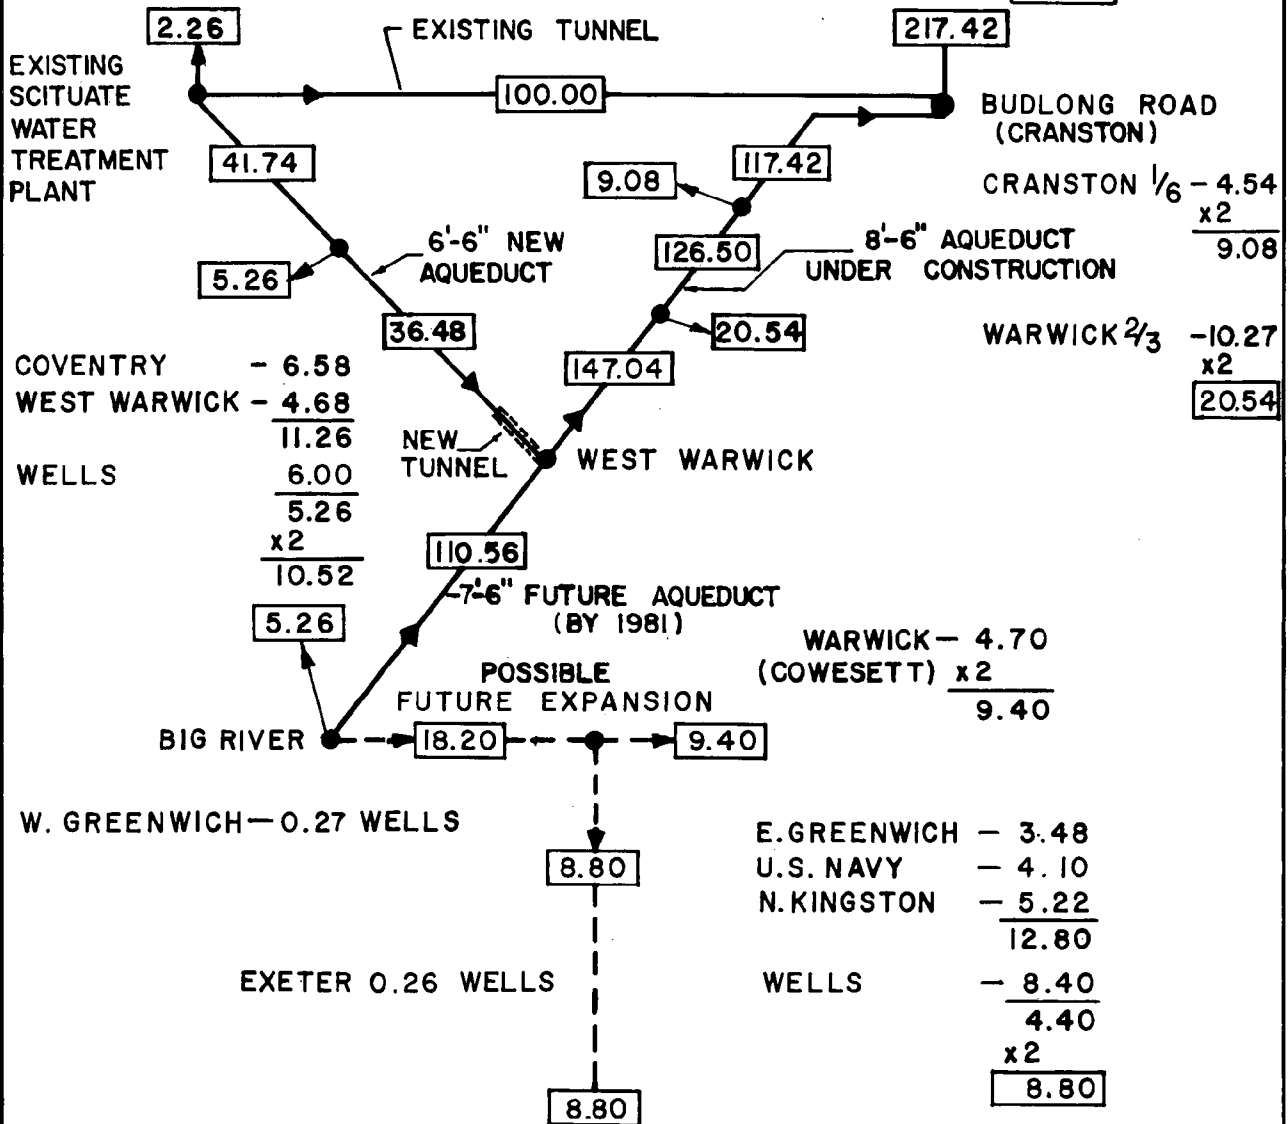 2.26
EXISTING TUNNEL
217.42
EXISTING
SCITUATE
WATER
TREATMENT
PLANT
100.00
BUDLONG ROAD
(CRANSTON)
41.74
117.42
9.08
CRANSTON 1/6 - 4.54
x2
9.08
6'-6" NEW
AQUEDUCT
5.26
126.50
8'-6" AQUEDUCT
UNDER CONSTRUCTION
36.48
20.54
WARWICK 2/3 -10.27
x2
20.54
147.04
COVENTRY - 6.58
WEST WARWICK - 4.68
11.26
WELLS 6.00
5.26
x2
10.52
NEW
TUNNEL
WEST WARWICK
110.56
7'-6" FUTURE AQUEDUCT
(BY 1981)
5.26
WARWICK - 4.70
(COWESETT) x2
9.40
POSSIBLE
FUTURE EXPANSION
BIG RIVER
18.20
9.40
W. GREENWICH - 0.27 WELLS
8.80
E. GREENWICH - 3.48
U.S. NAVY - 4.10
N. KINGSTON - 5.22
12.80
EXETER 0.26 WELLS
WELLS - 8.40
4.40
x2
8.80
8.80